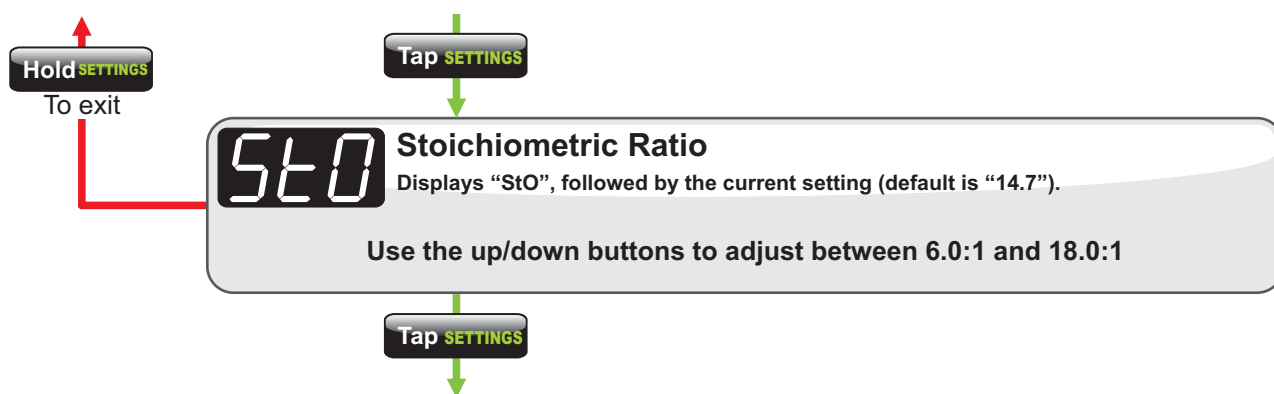 Hold SETTINGS
To exit
Tap SETTINGS
StO
Stoichiometric Ratio
Displays “StO”, followed by the current setting (default is “14.7”).
Use the up/down buttons to adjust between 6.0:1 and 18.0:1
Tap SETTINGS